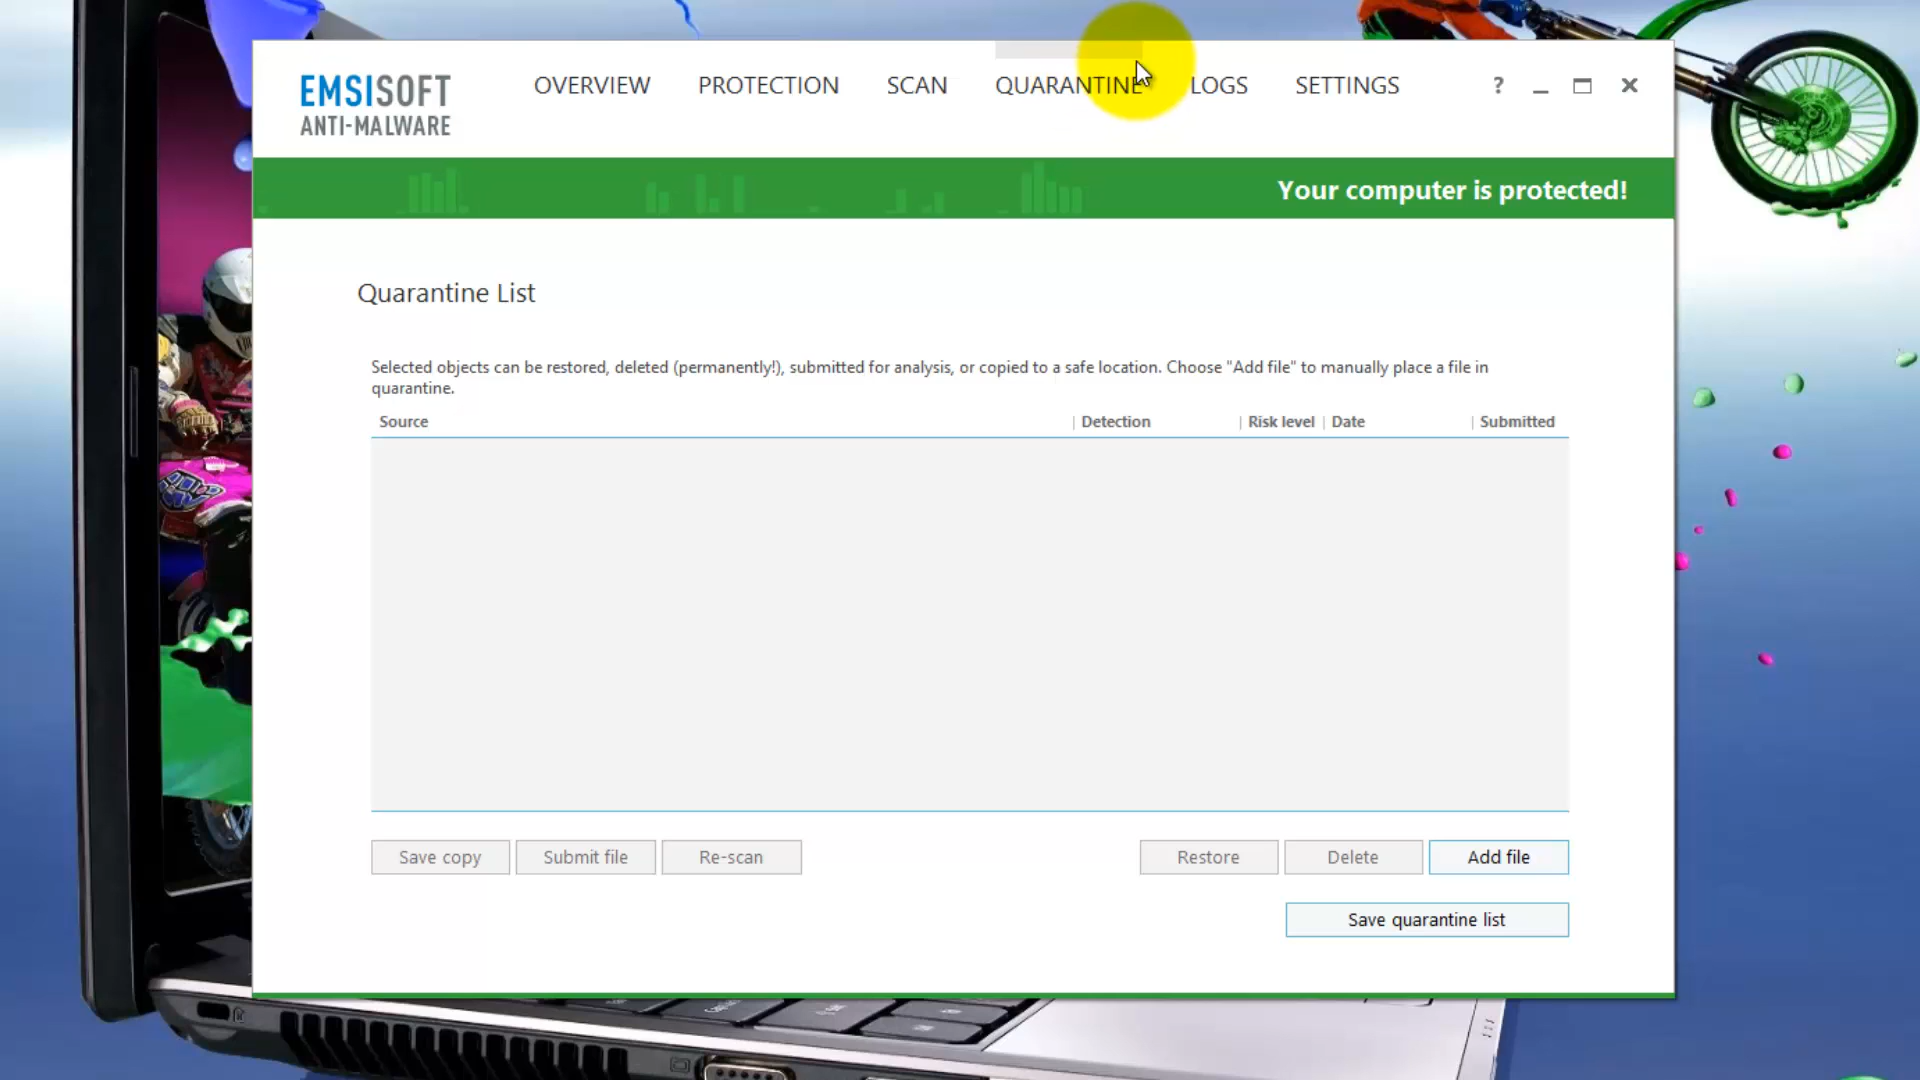 EMSISOFT
ANTI-MALWARE
OVERVIEW
PROTECTION
SCAN
QUARANTINE
LOGS
SETTINGS
?
Your computer is protected!
Quarantine List
Selected objects can be restored, deleted (permanently!), submitted for analysis, or copied to a safe location. Choose "Add file" to manually place a file in
quarantine.
Source
Detection
Risk level
Date
Submitted
Save copy
Submit file
Re-scan
Restore
Delete
Add file
Save quarantine list